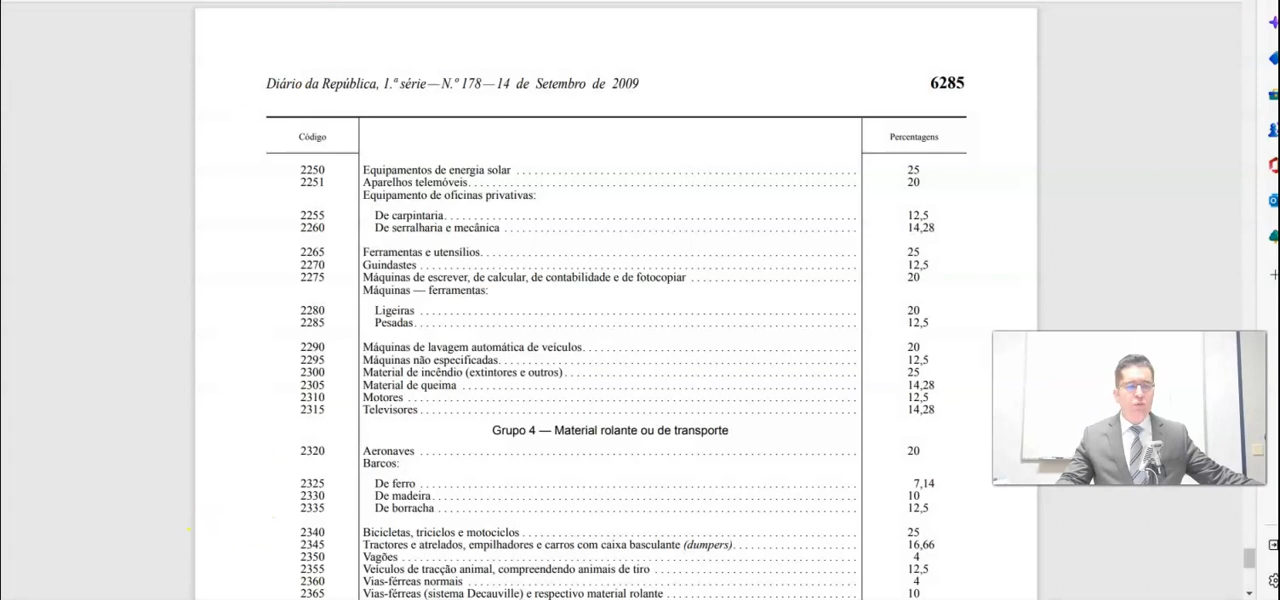 Diário da República, 1.ª série—N.º 178—14 de Setembro de 2009 6285
Código Percentagens
2250 Equipamentos de energia solar 25
2251 Aparelhos telemóveis 20
Equipamento de oficinas privativas:
2255 De carpintaria 12,5
2260 De serralharia e mecânica 14,28
2265 Ferramentas e utensílios 25
2270 Guindastes 12,5
2275 Máquinas de escrever, de calcular, de contabilidade e de fotocopiar 20
Máquinas — ferramentas:
2280 Ligeiras 20
2285 Pesadas 12,5
2290 Máquinas de lavagem automática de veículos 20
2295 Máquinas não especificadas 12,5
2300 Material de incêndio (extintores e outros) 25
2305 Material de queima 14,28
2310 Motores 12,5
2315 Televisores 14,28
Grupo 4 — Material rolante ou de transporte
2320 Aeronaves 20
Barcos:
2325 De ferro 7,14
2330 De madeira 10
2335 De borracha 12,5
2340 Bicicletas, triciclos e motociclos 25
2345 Tractores e atrelados, empilhadores e carros com caixa basculante (dumpers) 16,66
2350 Vagões 4
2355 Veículos de tracção animal, compreendendo animais de tiro 12,5
2360 Vias-férreas normais 4
2365 Vias-férreas (sistema Decauville) e respectivo material rolante 10